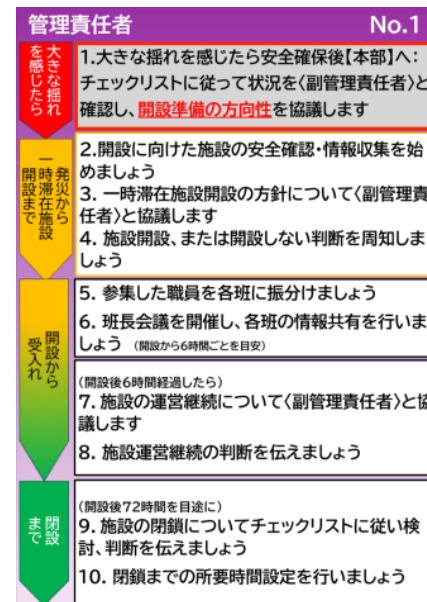 管理責任者 No.1
大きな揺れ
を感じたら
1.大きな揺れを感じたら安全確保後【本部】へ:
チェックリストに従って状況を〈副管理責任者〉と
確認し、開設準備の方向性を協議します
発災から
一時滞在施設
開設まで
2.開設に向けた施設の安全確認・情報収集を始
めましょう
3. 一時滞在施設開設の方針について〈副管理責
任者〉と協議します
4. 施設開設、または開設しない判断を周知しま
しょう
開設から
受入れ
5. 参集した職員を各班に振分けましょう
6. 班長会議を開催し、各班の情報共有を行いま
しょう (開設から6時間ごとを目安)
(開設後6時間経過したら)
7. 施設の運営継続について〈副管理責任者〉と協
議します
8. 施設運営継続の判断を伝えましょう
閉設
まで
(開設後72時間を目途に)
9. 施設の閉鎖についてチェックリストに従い検
討、判断を伝えましょう
10. 閉鎖までの所要時間設定を行いましょう